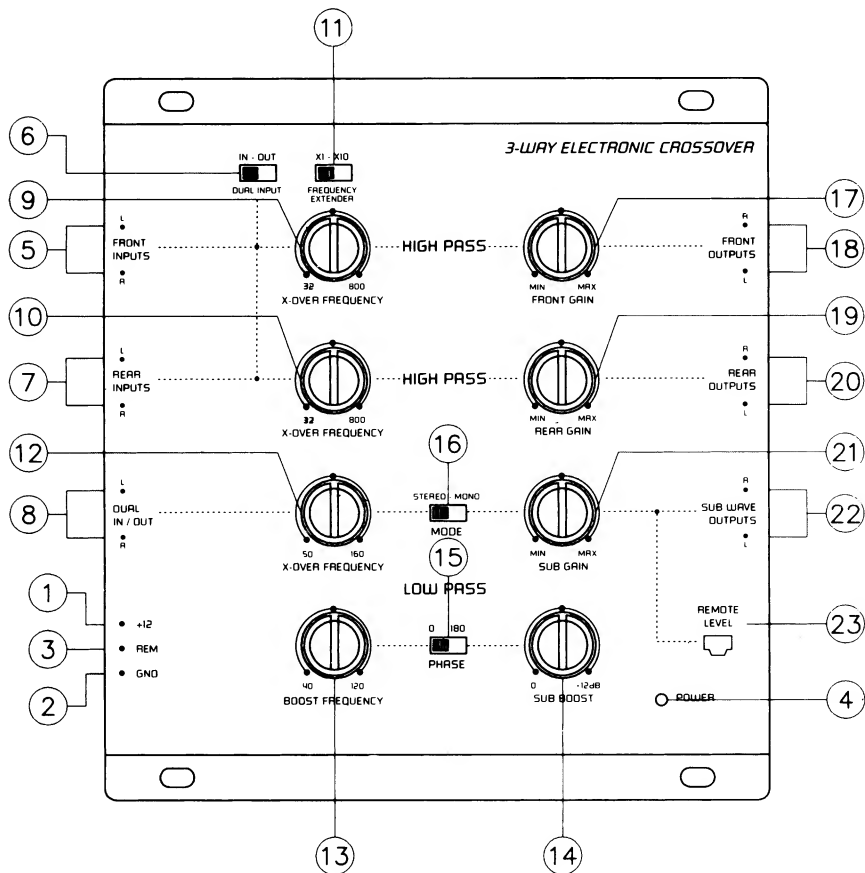 11
6
IN - OUT
X1 - X10
3-WAY ELECTRONIC CROSSOVER
DUAL INPUT
FREQUENCY
EXTENDER
9
17
L
R
5
FRONT
INPUTS
HIGH PASS
FRONT
OUTPUTS
18
R
L
32
800
X-OVER FREQUENCY
MIN
MAX
FRONT GAIN
10
19
L
R
7
REAR
INPUTS
HIGH PASS
REAR
OUTPUTS
20
R
L
32
800
X-OVER FREQUENCY
MIN
MAX
REAR GAIN
16
12
21
L
R
8
DUAL
IN / OUT
STEREO - MONO
MODE
SUB WAVE
OUTPUTS
22
R
L
50
160
X-OVER FREQUENCY
MIN
MAX
SUB GAIN
15
LOW PASS
1
+12
0
180
REMOTE
LEVEL
23
3
REM
PHASE
2
GND
40
120
BOOST FREQUENCY
0
+12dB
SUB BOOST
POWER
4
13
14